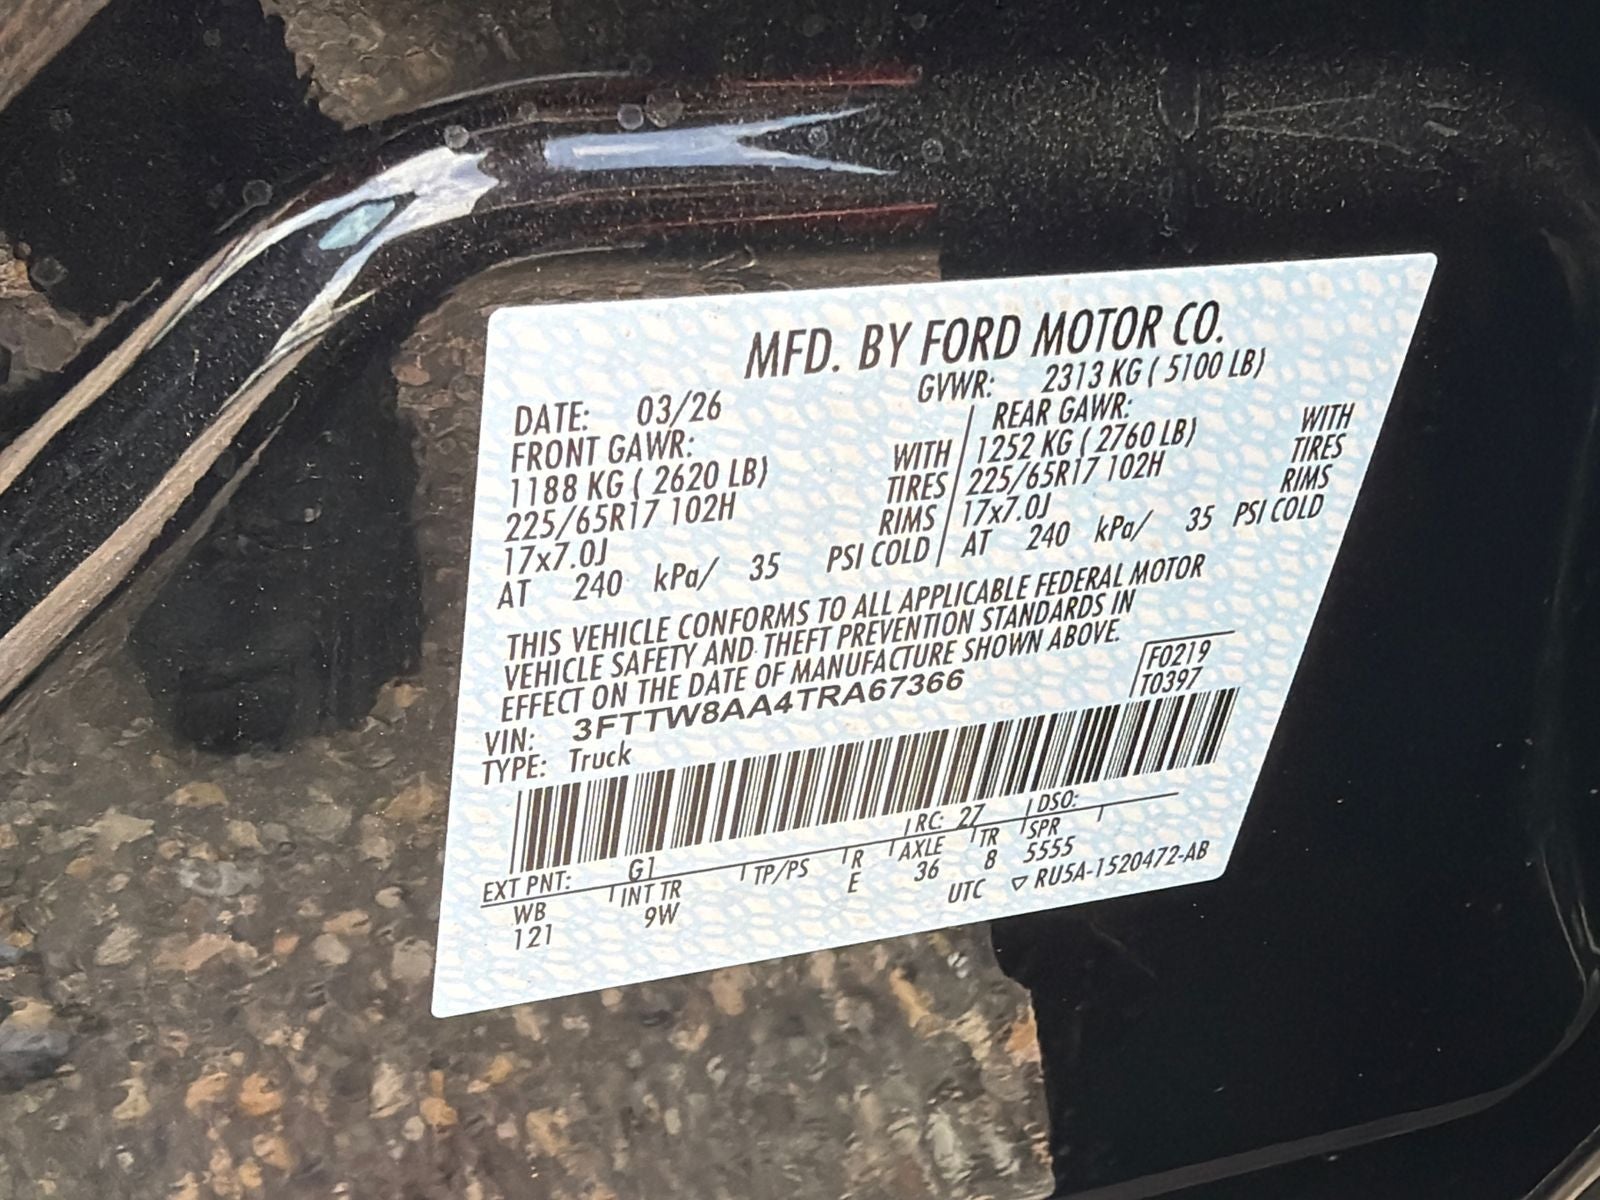 MFD. BY FORD MOTOR CO.
DATE: 03/26 GVWR: 2313 KG ( 5100 LB)
FRONT GAWR: REAR GAWR:
1188 KG ( 2620 LB) WITH 1252 KG ( 2760 LB) WITH
225/65R17 102H TIRES 225/65R17 102H TIRES
17x7.0J RIMS 17x7.0J RIMS
AT 240 kPa/ 35 PSI COLD AT 240 kPa/ 35 PSI COLD
THIS VEHICLE CONFORMS TO ALL APPLICABLE FEDERAL MOTOR
VEHICLE SAFETY AND THEFT PREVENTION STANDARDS IN
EFFECT ON THE DATE OF MANUFACTURE SHOWN ABOVE.
VIN: 3FTTW8AA4TRA67366 F0219
TYPE: Truck T0397
EXT PNT: G1 RC: 27 DSO:
WB INT TR TP/PS R AXLE TR SPR
121 9W E 36 8 5555
UTC ▽ RU5A-1520472-AB